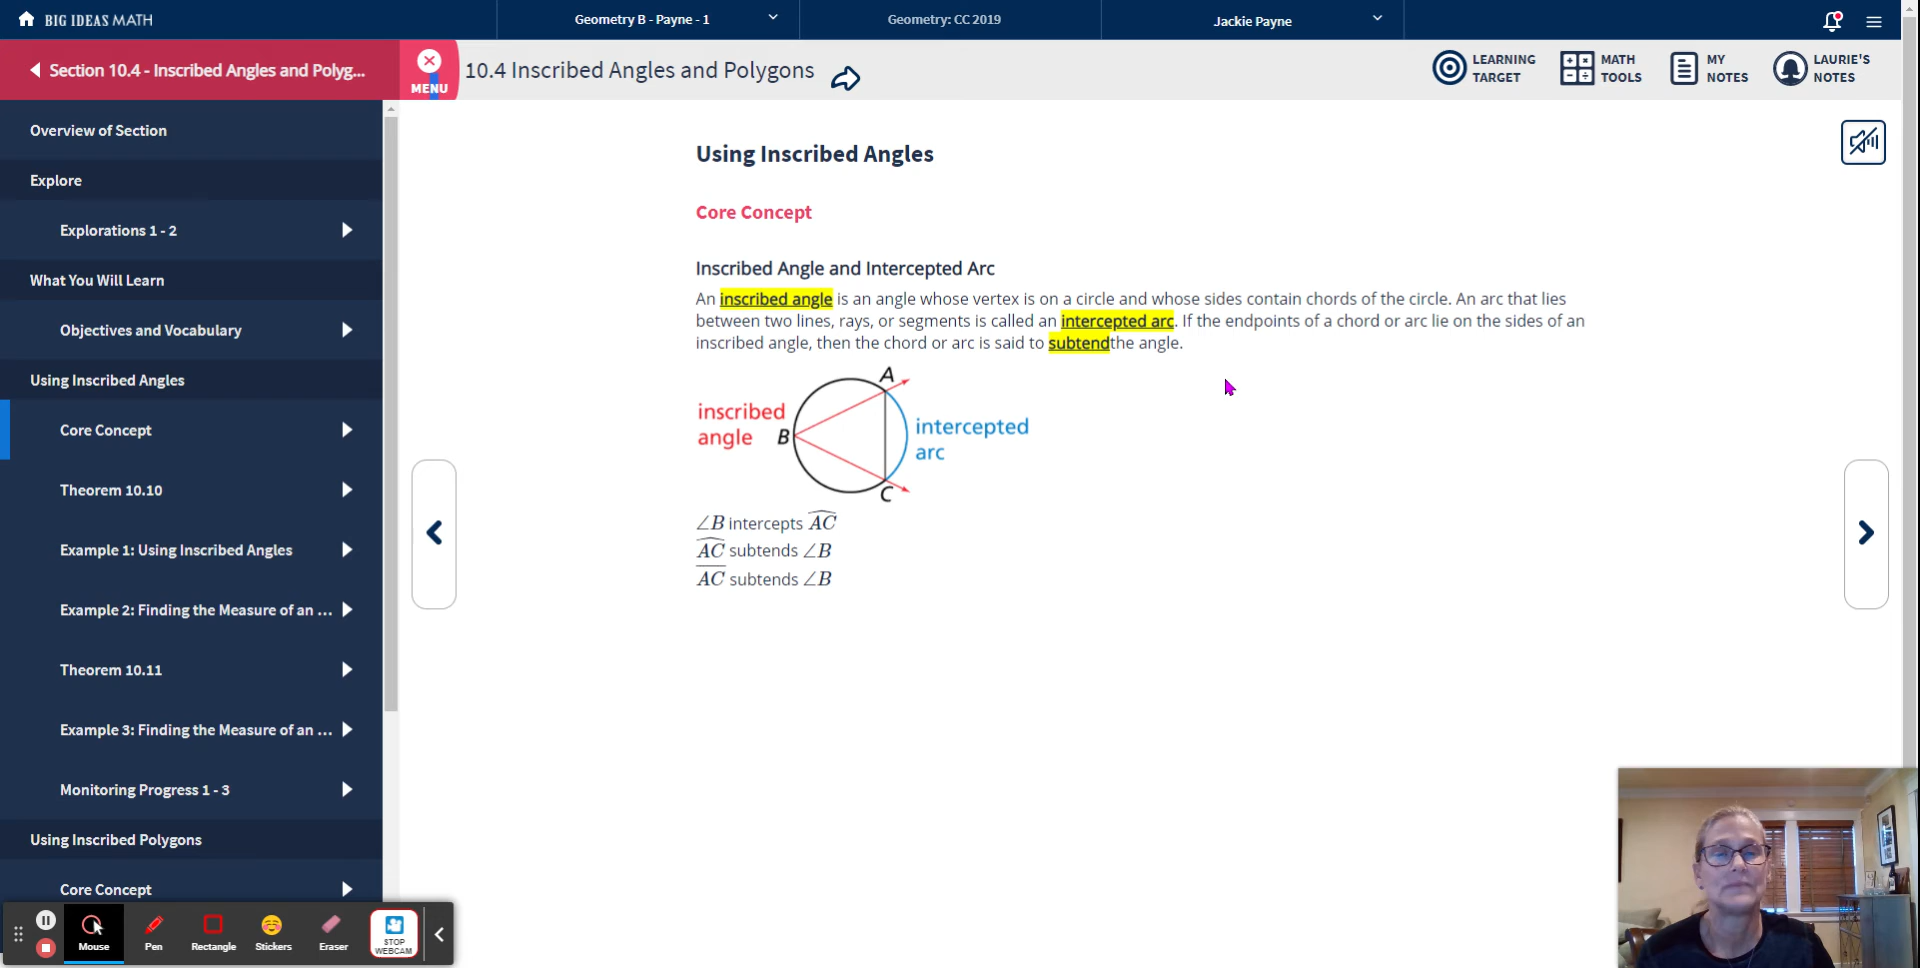 BIG IDEAS MATH
Geometry B - Payne - 1
Geometry: CC 2019
Jackie Payne
Section 10.4 - Inscribed Angles and Polyg...
MENU
10.4 Inscribed Angles and Polygons
LEARNING TARGET
MATH TOOLS
MY NOTES
LAURIE'S NOTES
Overview of Section
Explore
Explorations 1 - 2
What You Will Learn
Objectives and Vocabulary
Using Inscribed Angles
Core Concept
Theorem 10.10
Example 1: Using Inscribed Angles
Example 2: Finding the Measure of an ...
Theorem 10.11
Example 3: Finding the Measure of an ...
Monitoring Progress 1 - 3
Using Inscribed Polygons
Core Concept
Using Inscribed Angles
Core Concept
Inscribed Angle and Intercepted Arc
An inscribed angle is an angle whose vertex is on a circle and whose sides contain chords of the circle. An arc that lies
between two lines, rays, or segments is called an intercepted arc. If the endpoints of a chord or arc lie on the sides of an
inscribed angle, then the chord or arc is said to subtendthe angle.
A
inscribed
angle
B
intercepted
arc
C
∠B intercepts A͡C
A͡C subtends ∠B
A̅C̅ subtends ∠B
Mouse
Pen
Rectangle
Stickers
Eraser
STOP
WEBCAM